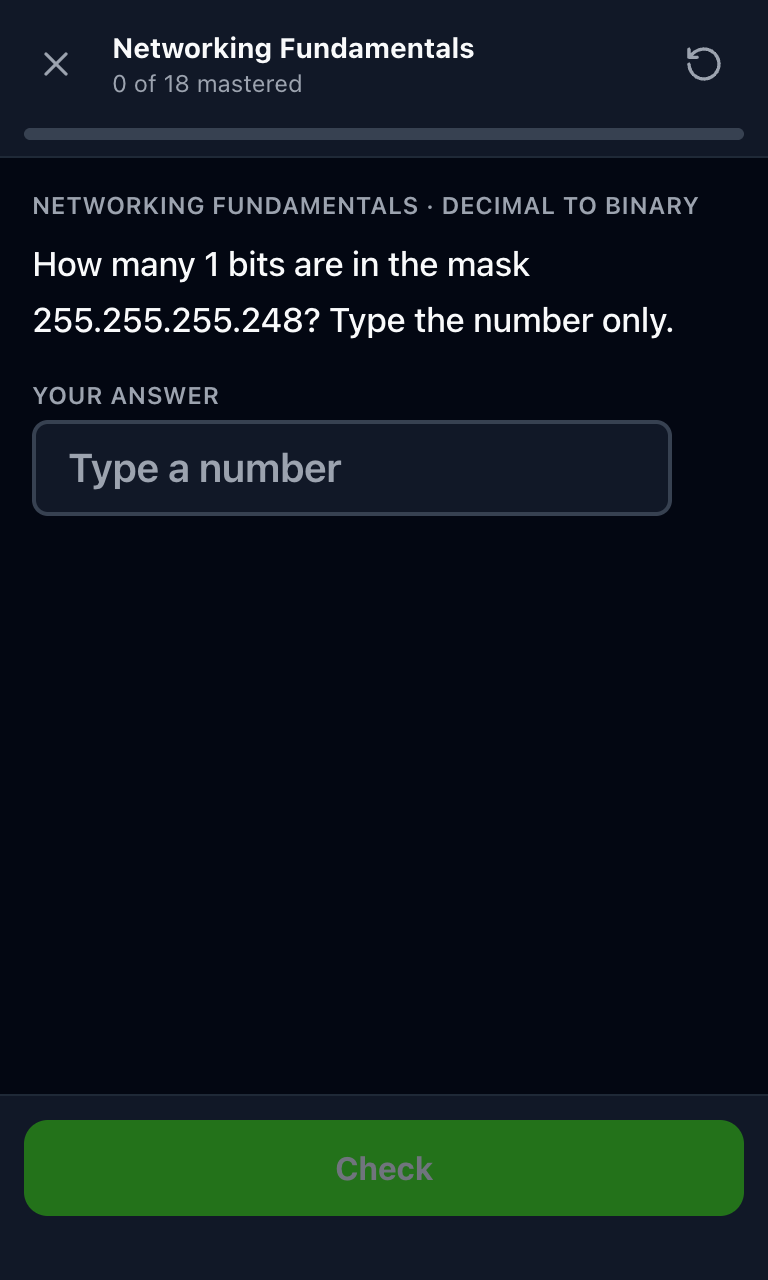 Networking Fundamentals
0 of 18 mastered
NETWORKING FUNDAMENTALS · DECIMAL TO BINARY
How many 1 bits are in the mask
255.255.255.248? Type the number only.
YOUR ANSWER
Type a number
Check